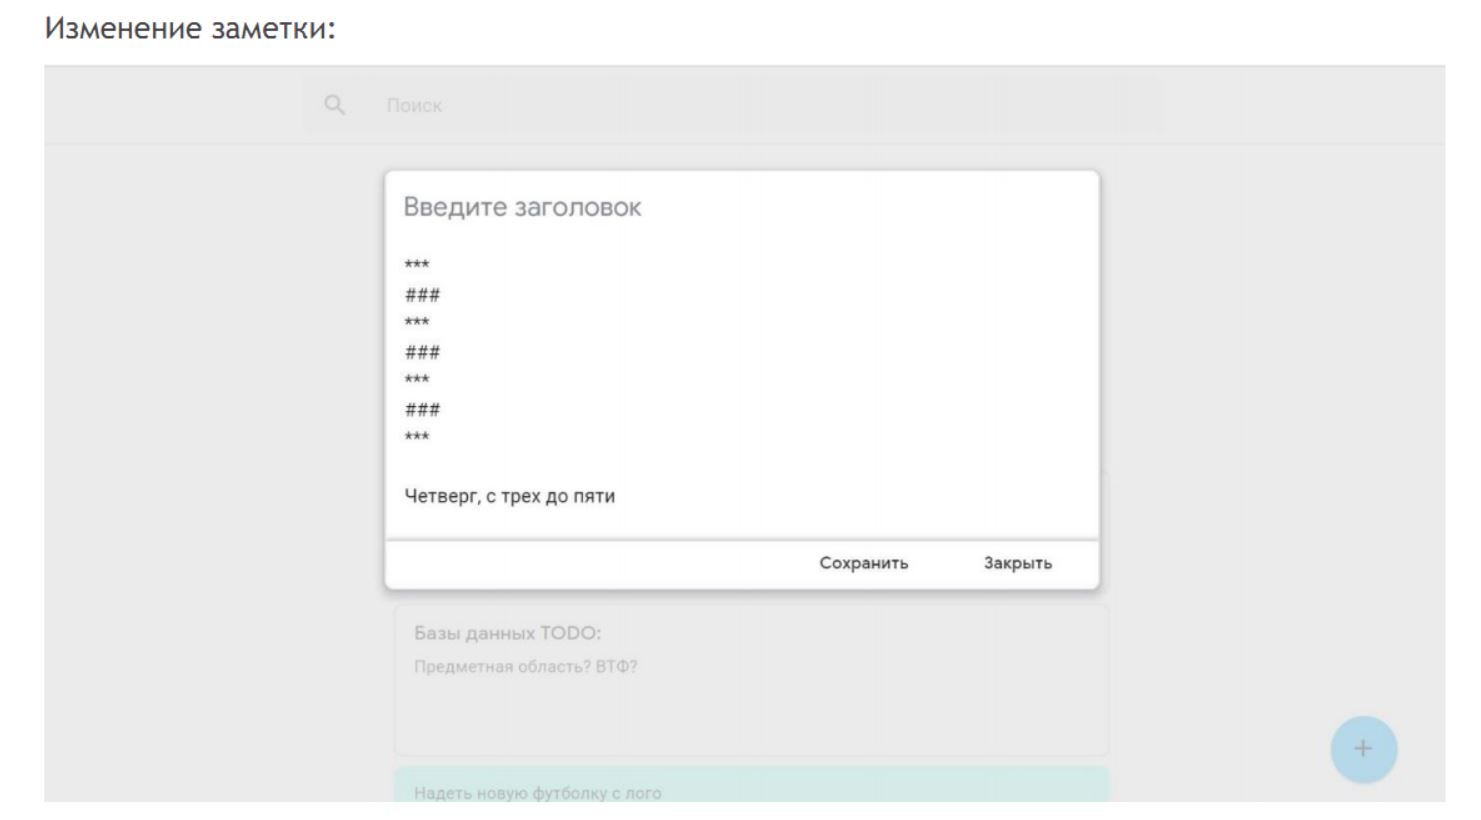 Изменение заметки:
Поиск
Введите заголовок
***
###
***
###
***
###
***
Четверг, с трех до пяти
Сохранить Закрыть
Базы данных TODO:
Предметная область? ВТФ?
+
Надеть новую футболку с лого